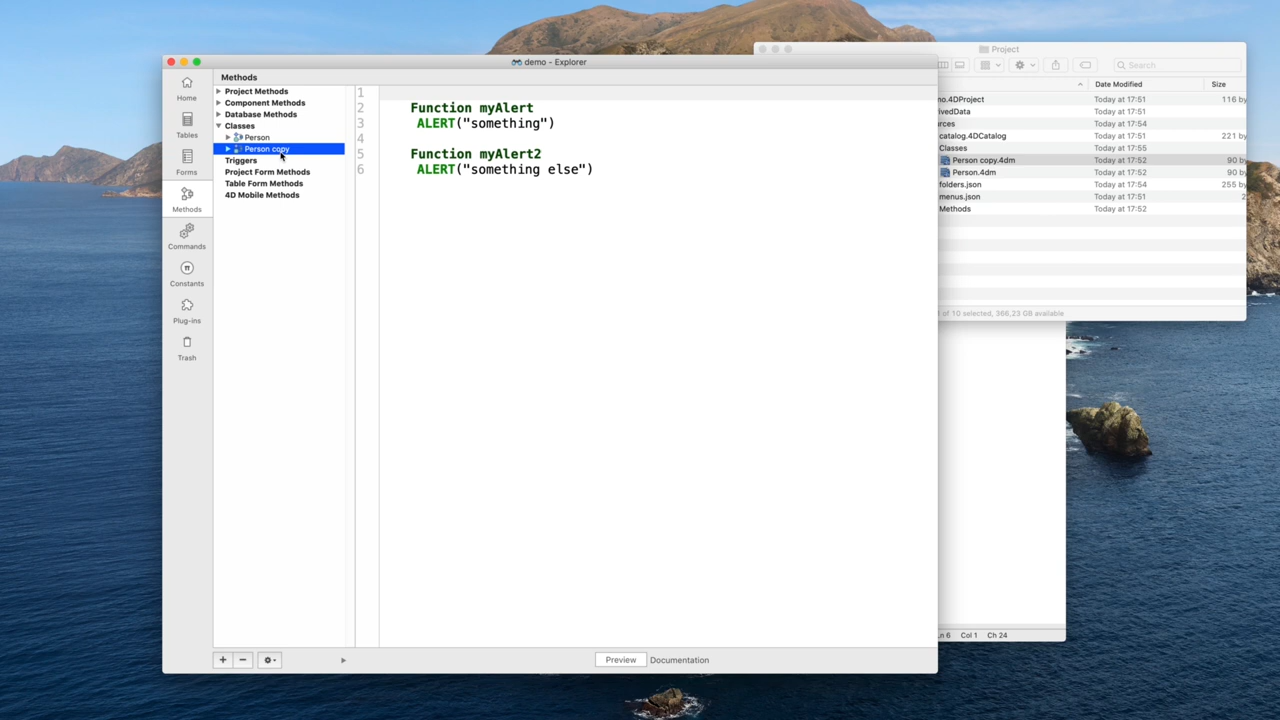 demo - Explorer
Methods
Home
Tables
Forms
Methods
Commands
Constants
Plug-ins
Trash
Project Methods
Component Methods
Database Methods
Classes
Person
Person copy
Triggers
Project Form Methods
Table Form Methods
4D Mobile Methods
1
2 Function myAlert
3 ALERT("something")
4
5 Function myAlert2
6 ALERT("something else")
Preview
Documentation
Project
Search
Date Modified Size
no.4DProject Today at 17:51 116 by
ivedData Today at 17:51
rces Today at 17:54
catalog.4DCatalog Today at 17:51 221 by
Classes Today at 17:54
Person copy.4dm Today at 17:52 90 by
Person.4dm Today at 17:52 90 by
folders.json Today at 17:54 255 by
menus.json Today at 17:51 2
Methods Today at 17:52
of 10 selected, 366,23 GB available
n 6 Col 1 Ch 24